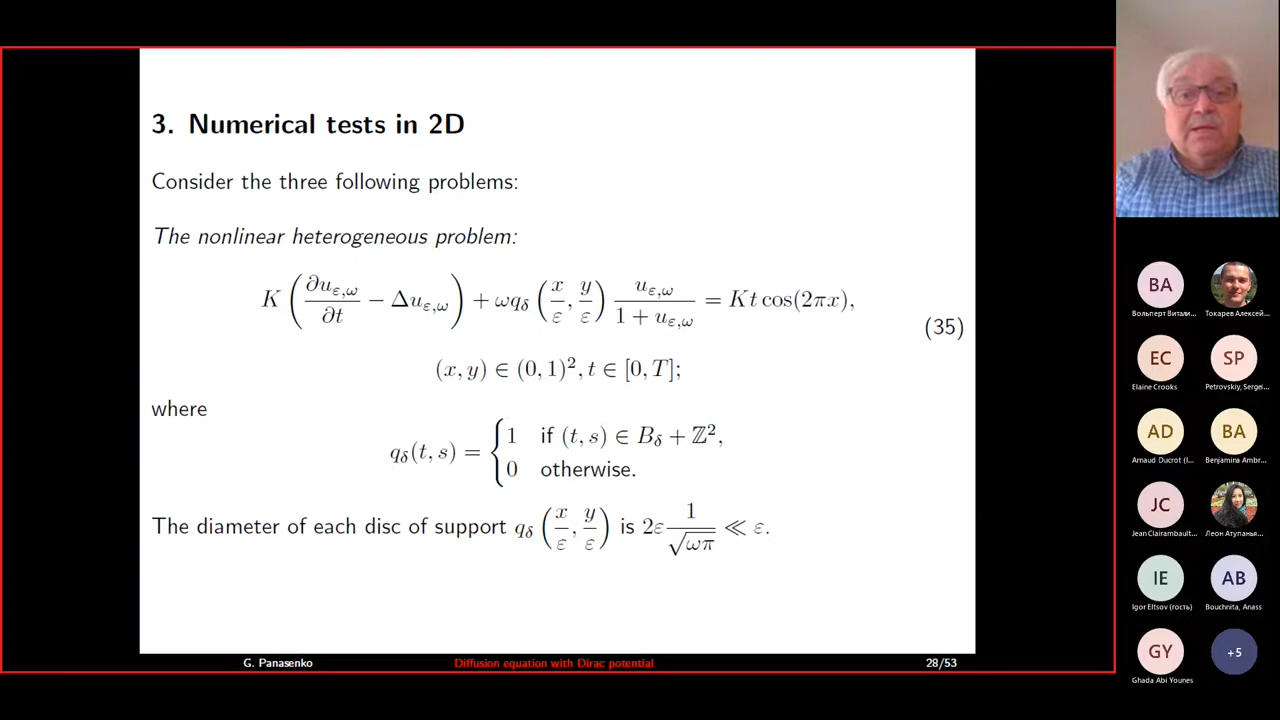 3. Numerical tests in 2D
Consider the three following problems:
The nonlinear heterogeneous problem:
K(∂u_{ε,ω}/∂t − Δu_{ε,ω}) + ωq_δ(x/ε, y/ε) u_{ε,ω}/(1 + u_{ε,ω}) = Kt cos(2πx),
(35)
(x, y) ∈ (0, 1)², t ∈ [0, T];
where
q_δ(t, s) = { 1 if (t, s) ∈ B_δ + ℤ²,
0 otherwise.
The diameter of each disc of support q_δ(x/ε, y/ε) is 2ε 1/√(ωπ) ≪ ε.
G. Panasenko Diffusion equation with Dirac potential 28/53
BA
Вольперт Витали...
Токарев Алексей...
EC
Elaine Crooks
SP
Petrovskiy, Sergei...
AD
Arnaud Ducrot (I...
BA
Benjamina Ambr...
JC
Jean Clairambault...
Леон Атупанья...
IE
Igor Eltsov (гость)
AB
Bouchnita, Anass
GY
Ghada Abi Younes
+5